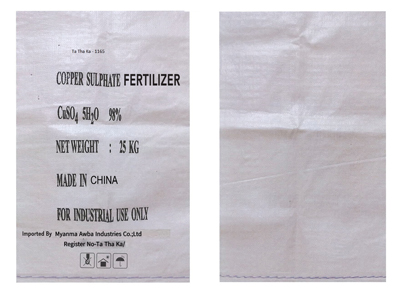 Ta Tha Ka - 1165
COPPER SULPHATE FERTILIZER
CuSO4 5H2O 98%
NET WEIGHT : 25 KG
MADE IN CHINA
FOR INDUSTRIAL USE ONLY
Imported By Myanma Awba Industries Co.;Ltd
Register No-Ta Tha Ka/